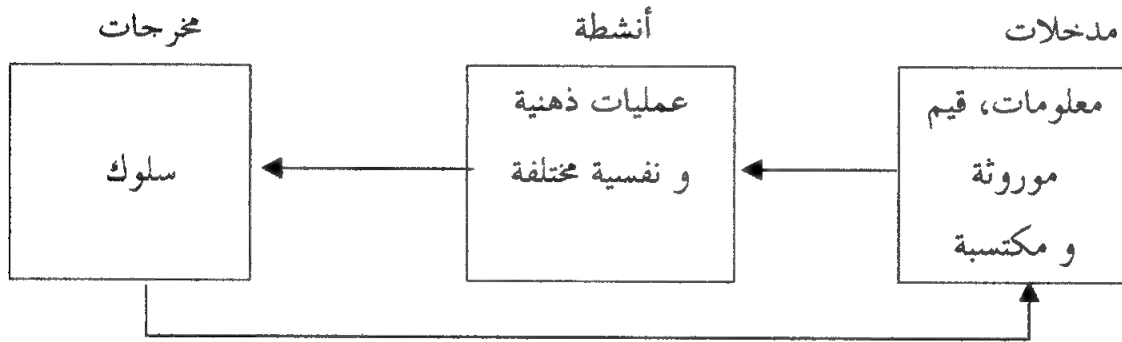 مدخلات
أنشطة
مخرجات
معلومات، قيم
موروثة
و مكتسبة
عمليات ذهنية
و نفسية مختلفة
سلوك